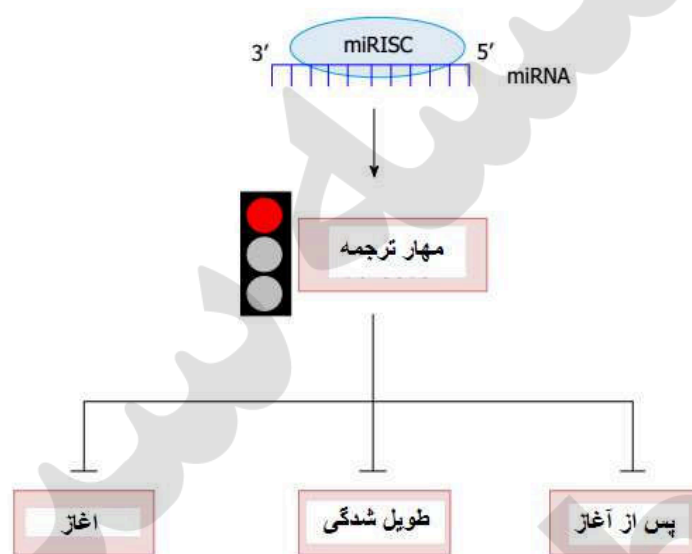 miRISC
3’ 5’
miRNA
مهار ترجمه
اغاز
طویل شدگی
پس از آغاز